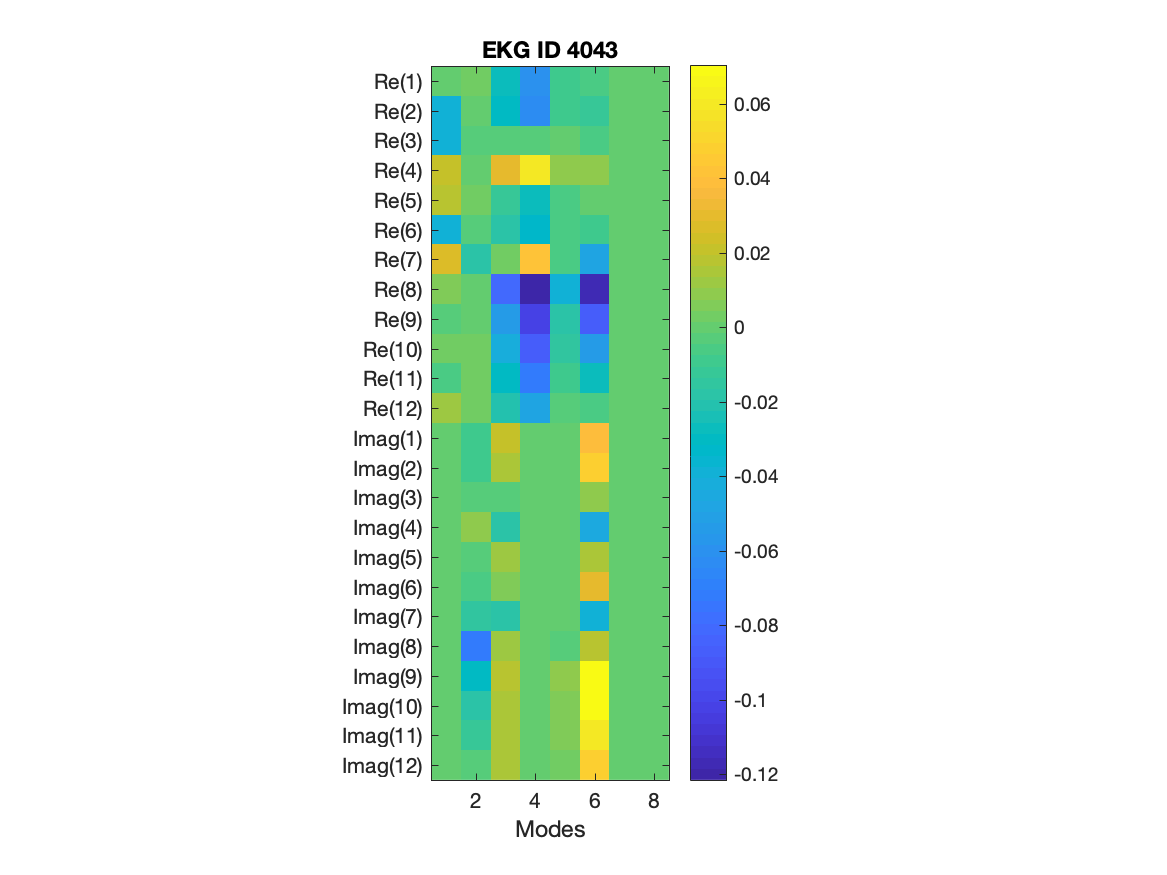 EKG ID 4043
Re(1)
Re(2)
Re(3)
Re(4)
Re(5)
Re(6)
Re(7)
Re(8)
Re(9)
Re(10)
Re(11)
Re(12)
Imag(1)
Imag(2)
Imag(3)
Imag(4)
Imag(5)
Imag(6)
Imag(7)
Imag(8)
Imag(9)
Imag(10)
Imag(11)
Imag(12)
2 4 6 8
Modes
0.06
0.04
0.02
0
-0.02
-0.04
-0.06
-0.08
-0.1
-0.12